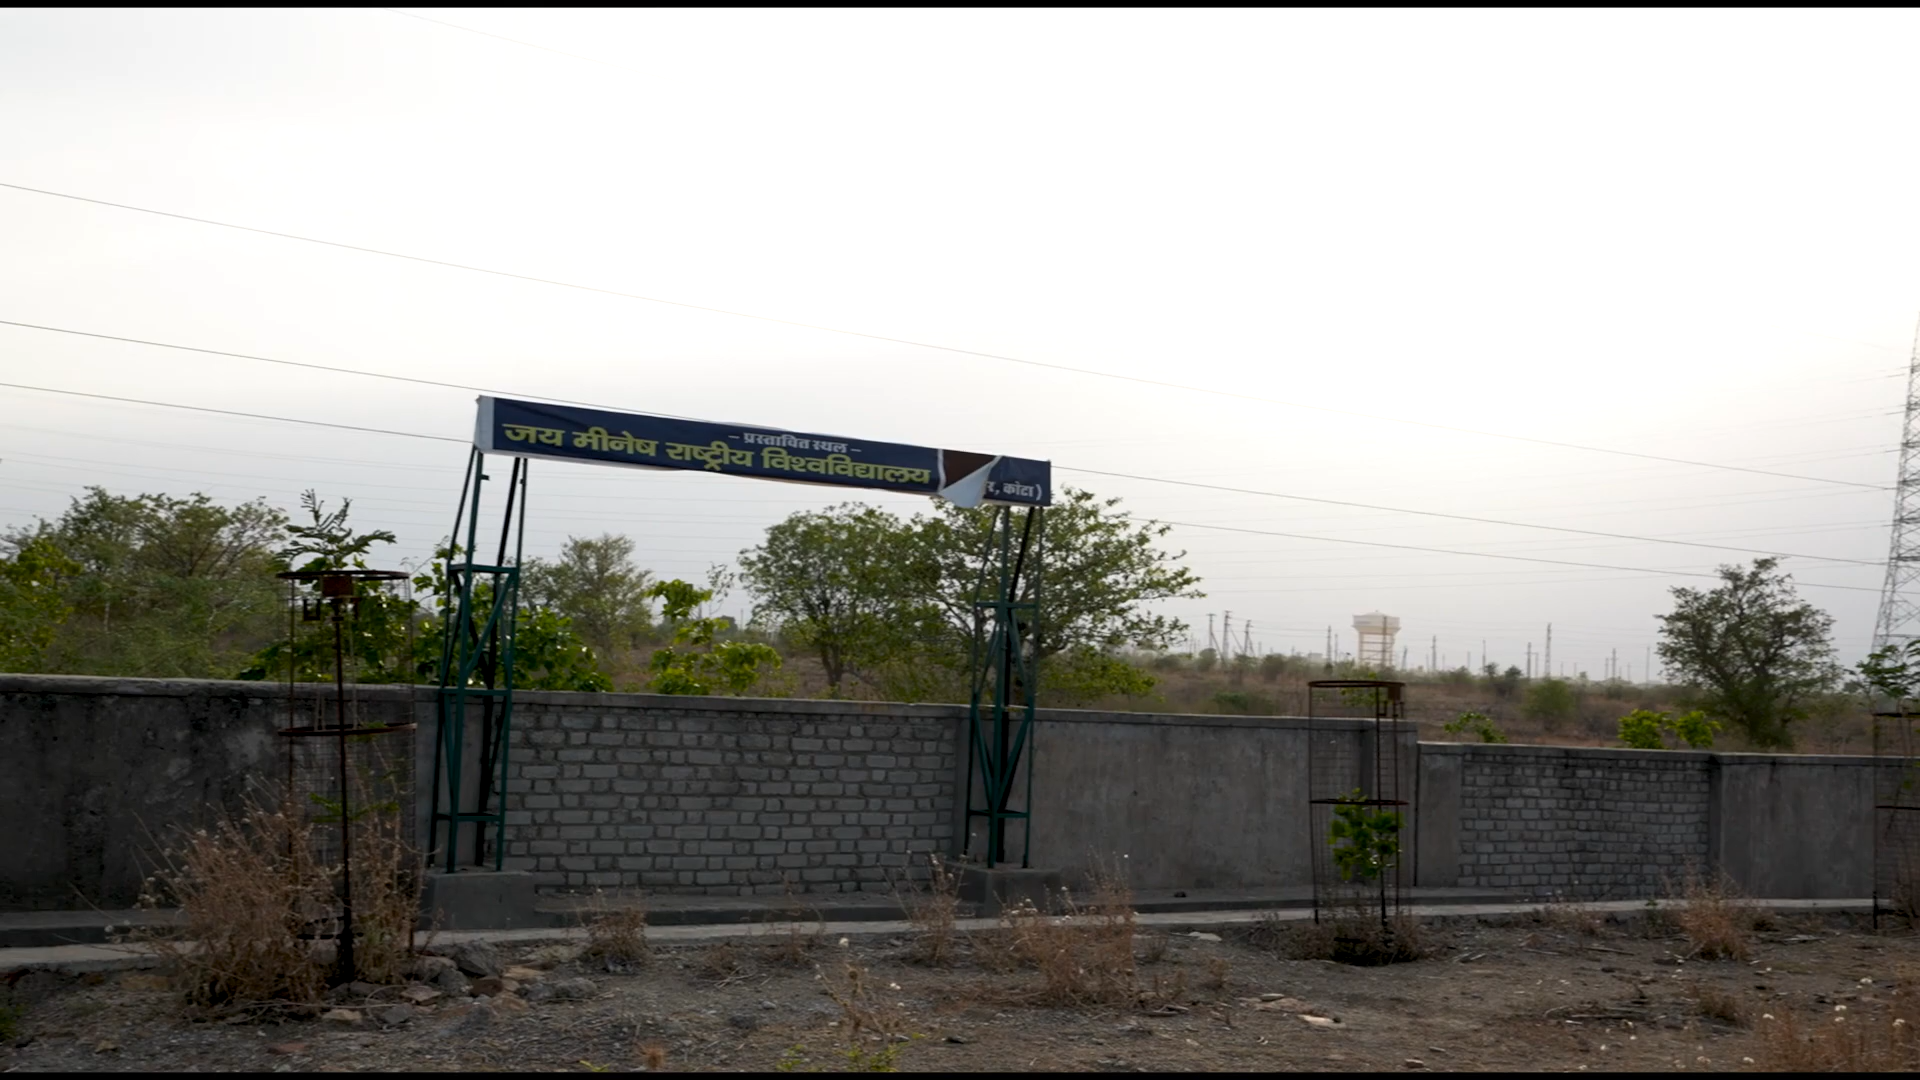 – प्रस्तावित स्थल –
जय मीनेष राष्ट्रीय विश्वविद्यालय
कोटा)